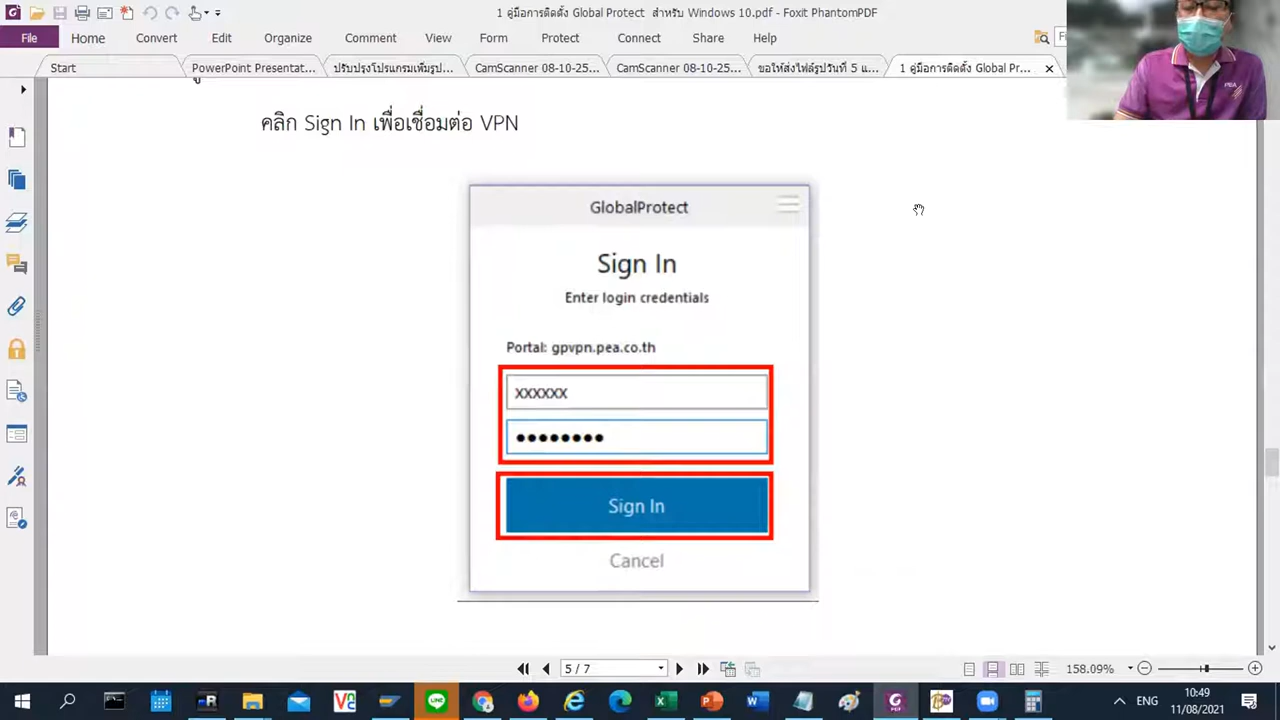 1 คู่มือการติดตั้ง Global Protect สำหรับ Windows 10.pdf - Foxit PhantomPDF
File Home Convert Edit Organize Comment View Form Protect Connect Share Help
Start PowerPoint Presentat... ปรับปรุงโปรแกรมเพิ่มรูป... CamScanner 08-10-25... CamScanner 08-10-25... ขอให้ส่งไฟล์รูปวันที่ 5 แ... 1 คู่มือการติดตั้ง Global Pr...
PEA
คลิก Sign In เพื่อเชื่อมต่อ VPN
GlobalProtect
Sign In
Enter login credentials
Portal: gpvpn.pea.co.th
xxxxxx
Sign In
Cancel
5 / 7
158.09%
ENG
10:49
11/08/2021